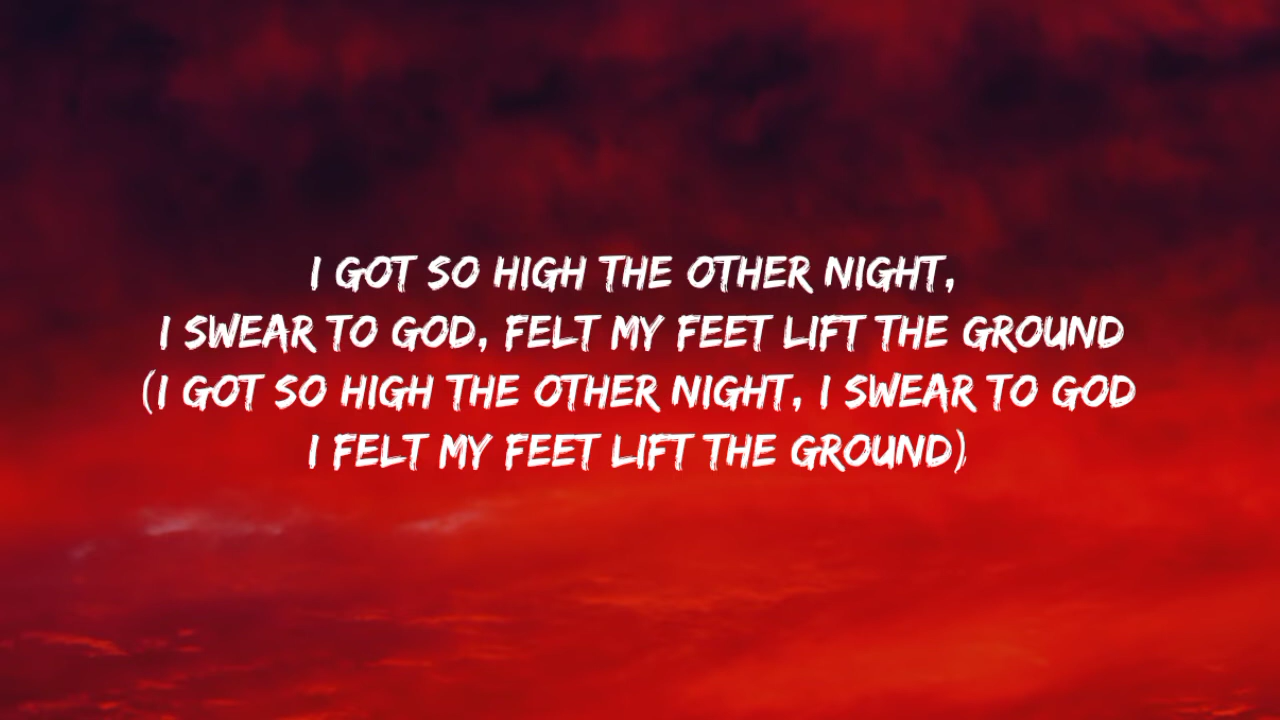 I GOT SO HIGH THE OTHER NIGHT,
I SWEAR TO GOD, FELT MY FEET LIFT THE GROUND
(I GOT SO HIGH THE OTHER NIGHT, I SWEAR TO GOD
I FELT MY FEET LIFT THE GROUND)